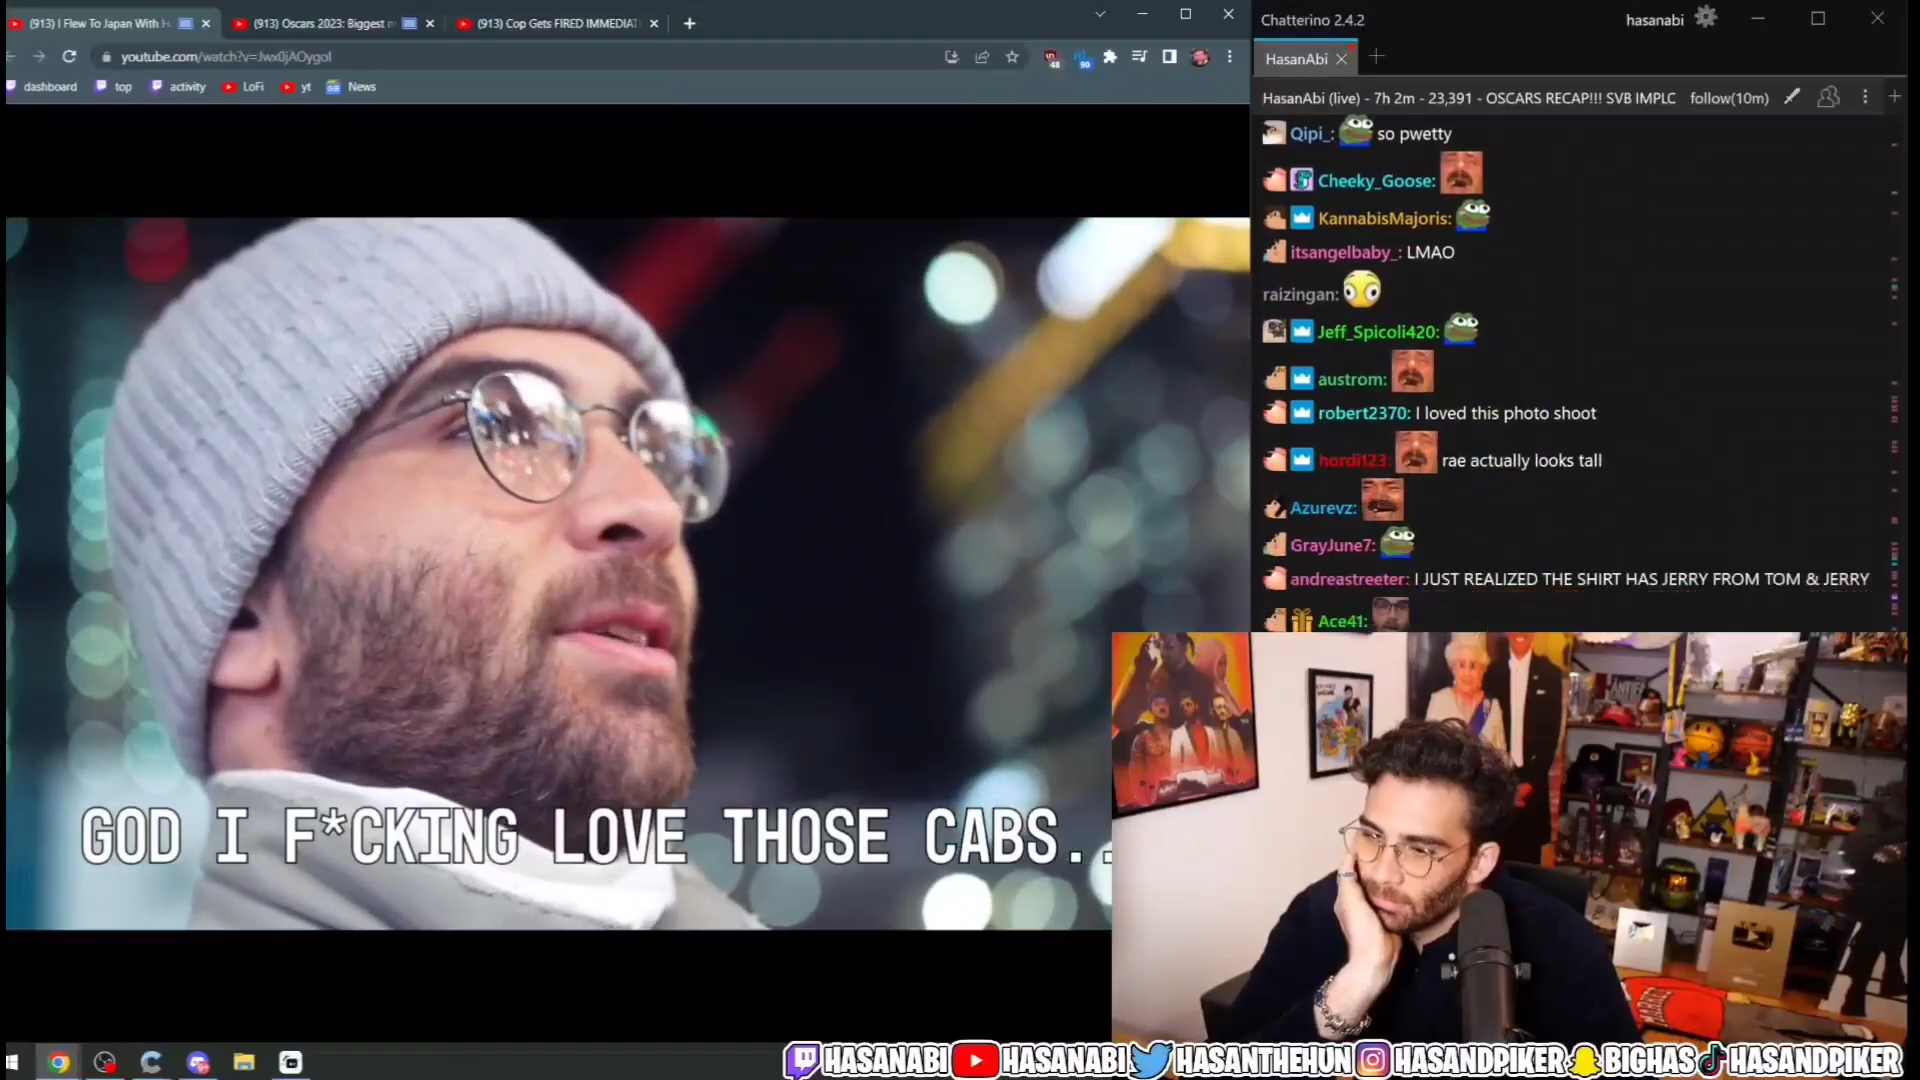 (913) I Flew To Japan With H
(913) Oscars 2023: Biggest m
(913) Cop Gets FIRED IMMEDIAT
youtube.com/watch?v=Jwx0jAOygoI
48
90
dashboard
top
activity
LoFi
yt
News
Chatterino 2.4.2
hasanabi
HasanAbi
HasanAbi (live) - 7h 2m - 23,391 - OSCARS RECAP!!! SVB IMPLC
follow(10m)
Qipi_: so pwetty
Cheeky_Goose:
KannabisMajoris:
itsangelbaby_: LMAO
raizingan:
Jeff_Spicoli420:
austrom:
robert2370: I loved this photo shoot
hordi123: rae actually looks tall
Azurevz:
GrayJune7:
andreastreeter: I JUST REALIZED THE SHIRT HAS JERRY FROM TOM & JERRY
Ace41:
GOD I F*CKING LOVE THOSE CABS..
HASANABI HASANABI HASANTHEHUN HASANDPIKER BIGHAS HASANDPIKER